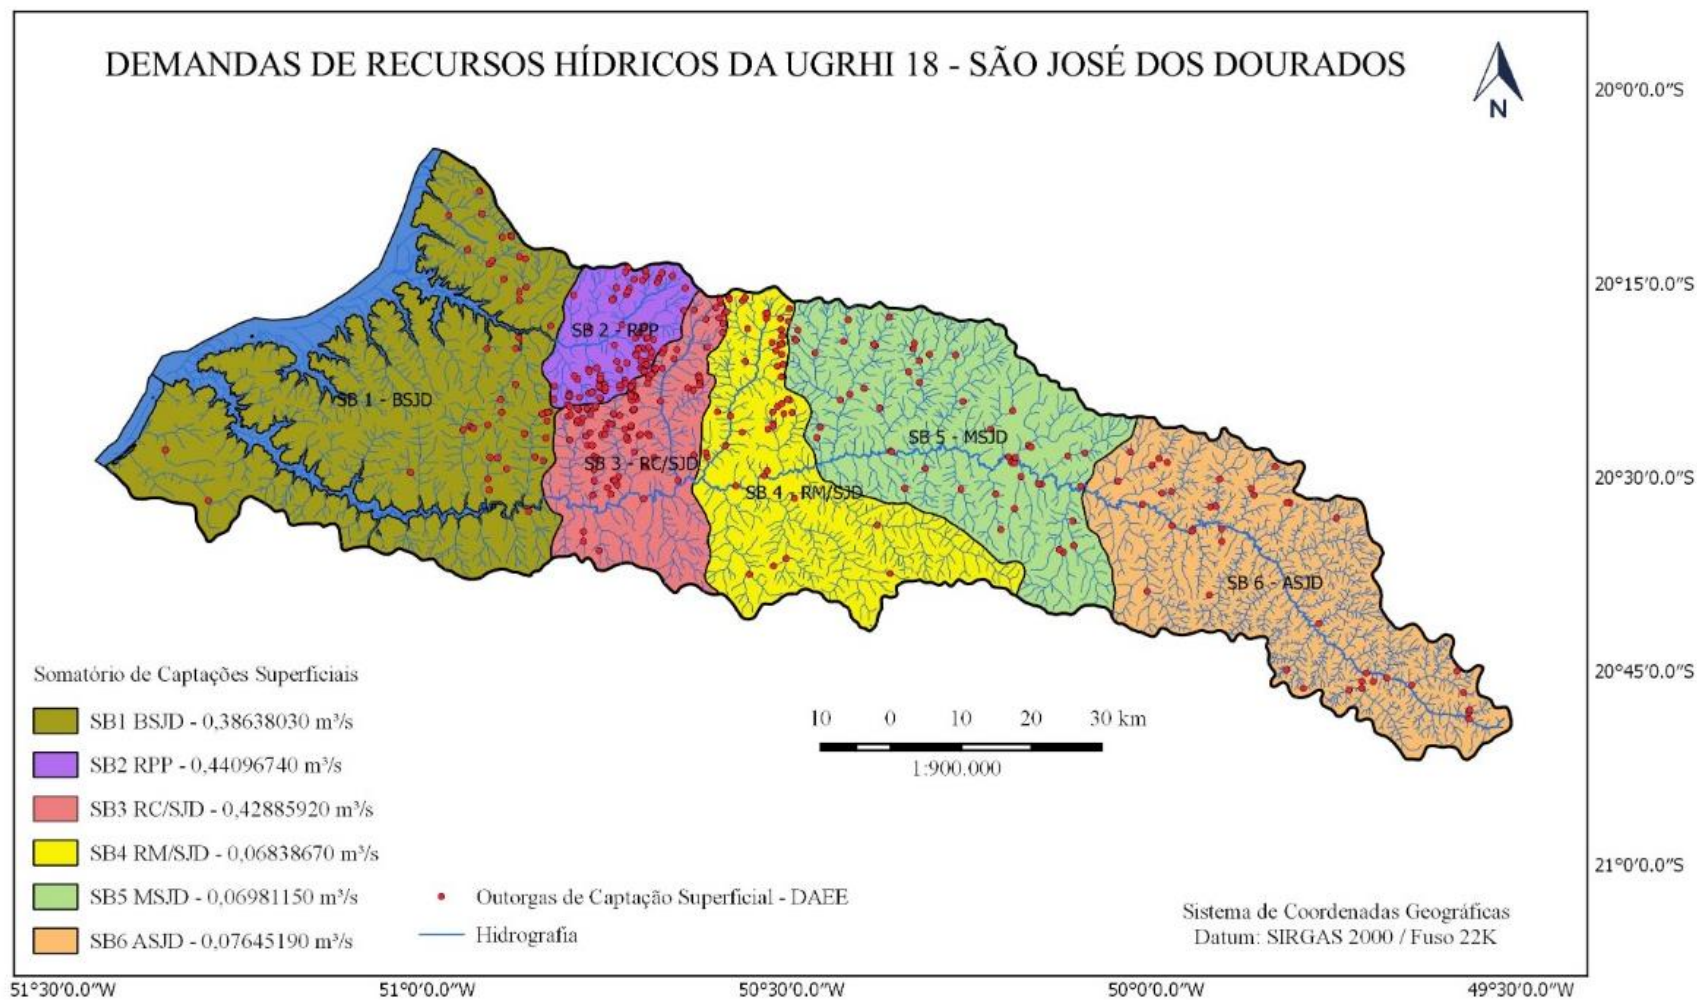 DEMANDAS DE RECURSOS HÍDRICOS DA UGRHI 18 - SÃO JOSÉ DOS DOURADOS
N
20°0'0.0"S
20°15'0.0"S
20°30'0.0"S
20°45'0.0"S
21°0'0.0"S
SB 2 - RPP
SB 1 - BSJD
SB 5 - MSJD
SB 3 - RC/SJD
SB 4 - RM/SJD
SB 6 - ASJD
Somatório de Captações Superficiais
SB1 BSJD - 0,38638030 m³/s
SB2 RPP - 0,44096740 m³/s
SB3 RC/SJD - 0,42885920 m³/s
SB4 RM/SJD - 0,06838670 m³/s
SB5 MSJD - 0,06981150 m³/s
SB6 ASJD - 0,07645190 m³/s
10 0 10 20 30 km
1:900.000
Outorgas de Captação Superficial - DAEE
Hidrografia
Sistema de Coordenadas Geográficas
Datum: SIRGAS 2000 / Fuso 22K
51°30'0.0"W 51°0'0.0"W 50°30'0.0"W 50°0'0.0"W 49°30'0.0"W